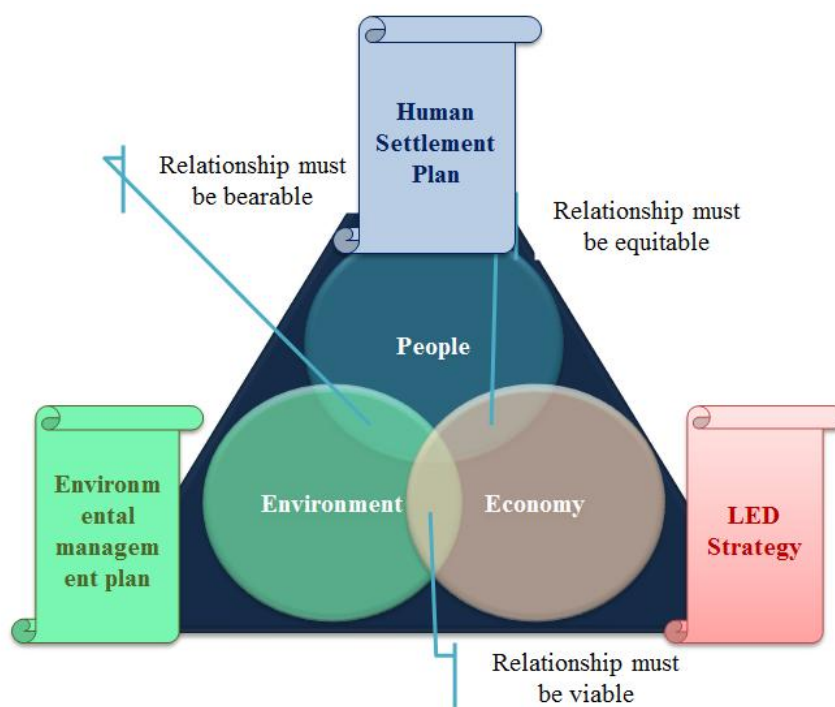 Human
Settlement
Plan
Relationship must
be bearable
Relationship must
be equitable
People
Environm
ental
managem
ent plan
Environment
Economy
LED
Strategy
Relationship must
be viable